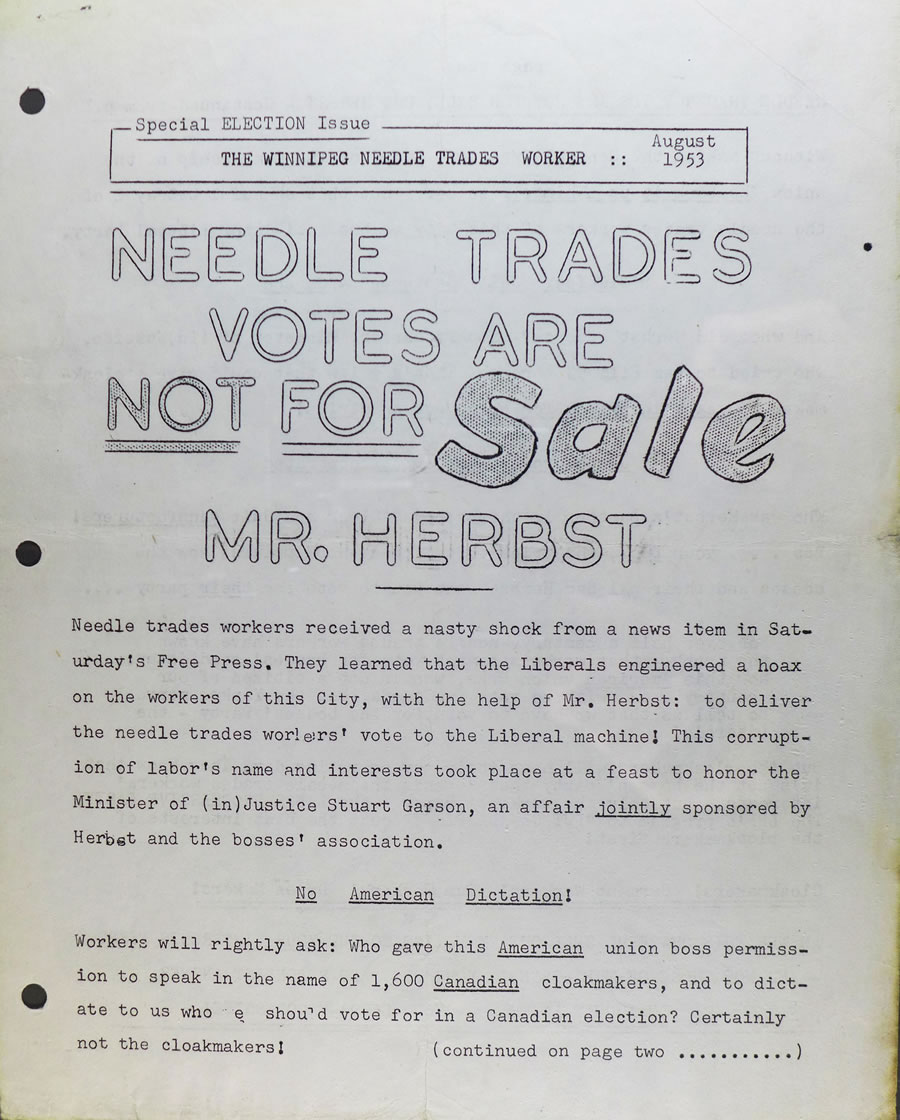 Special ELECTION Issue
THE WINNIPEG NEEDLE TRADES WORKER :: August 1953
NEEDLE TRADES
VOTES ARE
NOT FOR Sale
MR. HERBST
Needle trades workers received a nasty shock from a news item in Sat-
urday's Free Press. They learned that the Liberals engineered a hoax
on the workers of this City, with the help of Mr. Herbst: to deliver
the needle trades workers' vote to the Liberal machine! This corrupt-
ion of labor's name and interests took place at a feast to honor the
Minister of (in)Justice Stuart Garson, an affair jointly sponsored by
Herbst and the bosses' association.
No American Dictation!
Workers will rightly ask: Who gave this American union boss permiss-
ion to speak in the name of 1,600 Canadian cloakmakers, and to dict-
ate to us who e should vote for in a Canadian election? Certainly
not the cloakmakers! (continued on page two ...........)